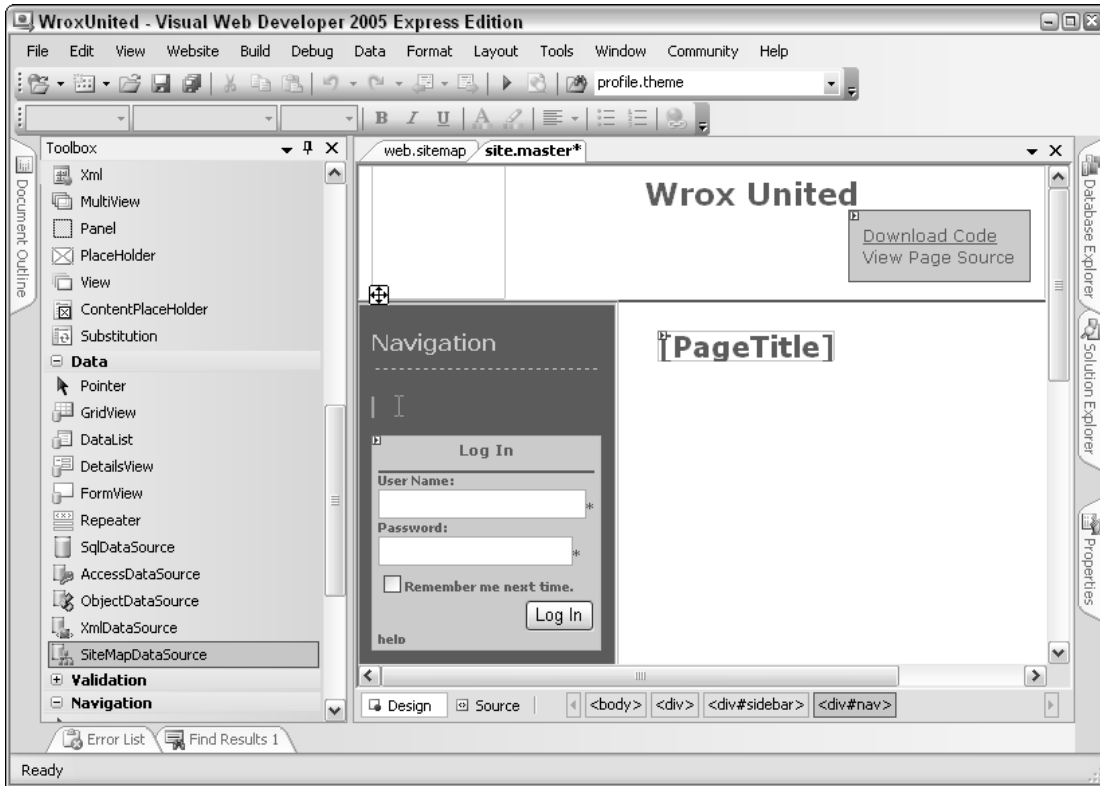 WroxUnited - Visual Web Developer 2005 Express Edition
File Edit View Website Build Debug Data Format Layout Tools Window Community Help
profile.theme
B I U A
Toolbox
web.sitemap site.master*
Document Outline
Xml
MultiView
Panel
PlaceHolder
View
ContentPlaceHolder
Substitution
Data
Pointer
GridView
DataList
DetailsView
FormView
Repeater
SqlDataSource
AccessDataSource
ObjectDataSource
XmlDataSource
SiteMapDataSource
Validation
Navigation
Wrox United
Download Code
View Page Source
Navigation
[PageTitle]
Log In
User Name:
*
Password:
*
Remember me next time.
Log In
help
Database Explorer
Solution Explorer
Properties
Design Source <body> <div> <div#sidebar> <div#nav>
Error List Find Results 1
Ready